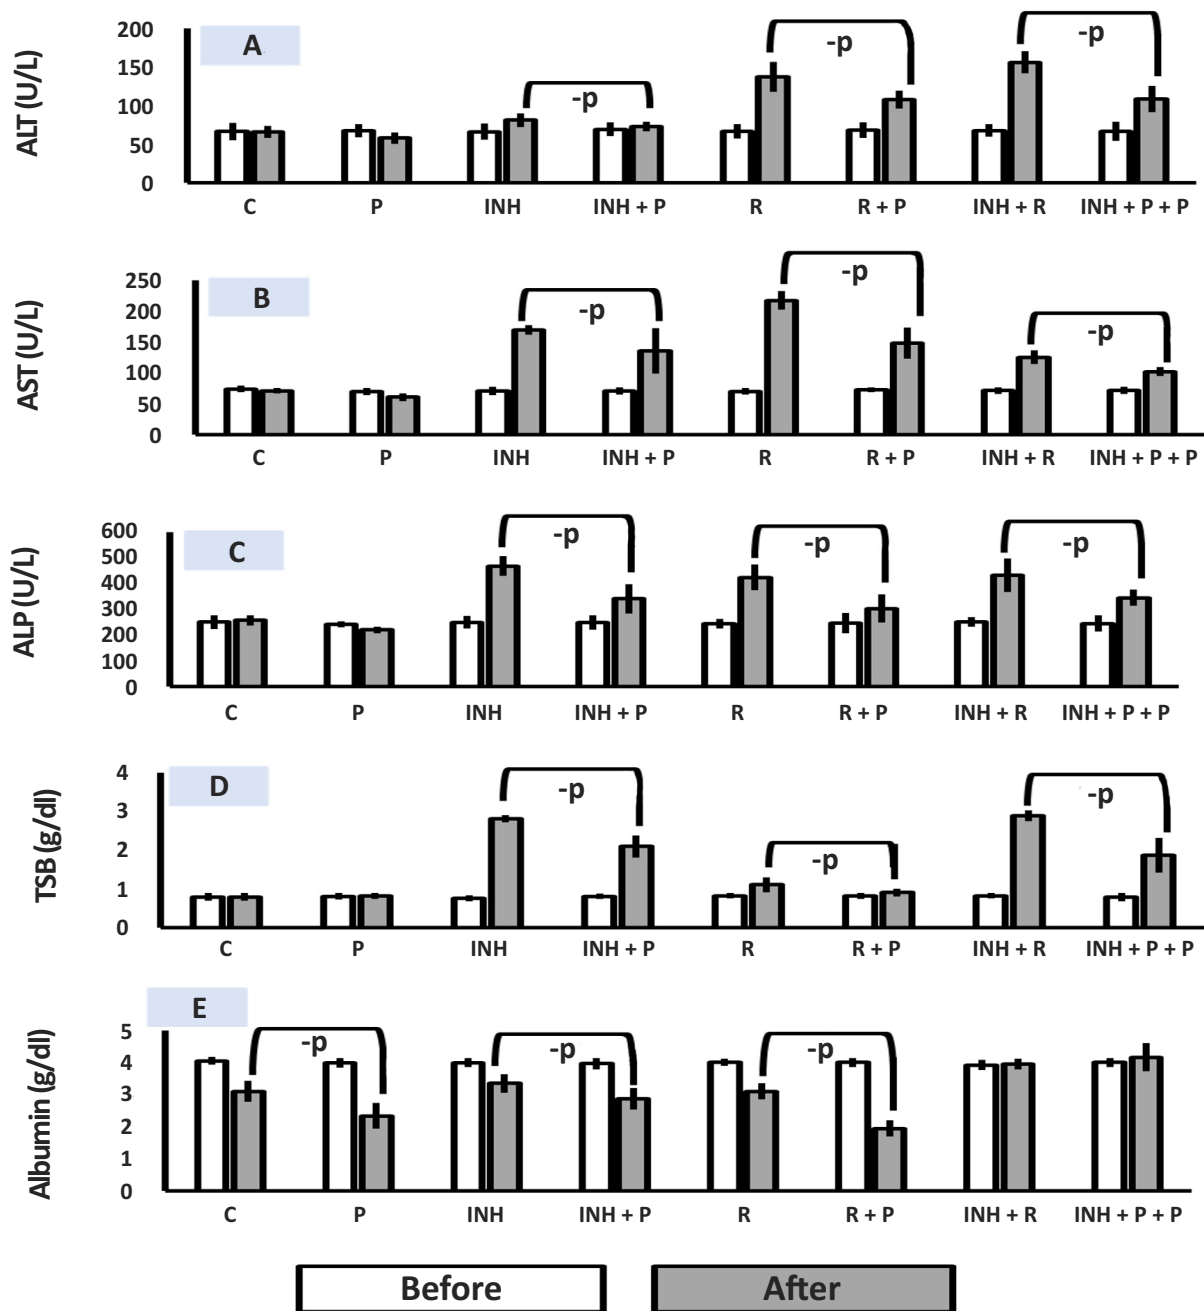 A
ALT (U/L)
200
150
100
50
0
-p
-p
-p
C P INH INH + P R R + P INH + R INH + P + P
B
AST (U/L)
250
200
150
100
50
0
-p
-p
-p
C P INH INH + P R R + P INH + R INH + P + P
C
ALP (U/L)
600
500
400
300
200
100
0
-p
-p
-p
C P INH INH + P R R + P INH + R INH + P + P
D
TSB (g/dl)
4
3
2
1
0
-p
-p
-p
C P INH INH + P R R + P INH + R INH + P + P
E
Albumin (g/dl)
5
4
3
2
1
0
-p
-p
-p
C P INH INH + P R R + P INH + R INH + P + P
Before After